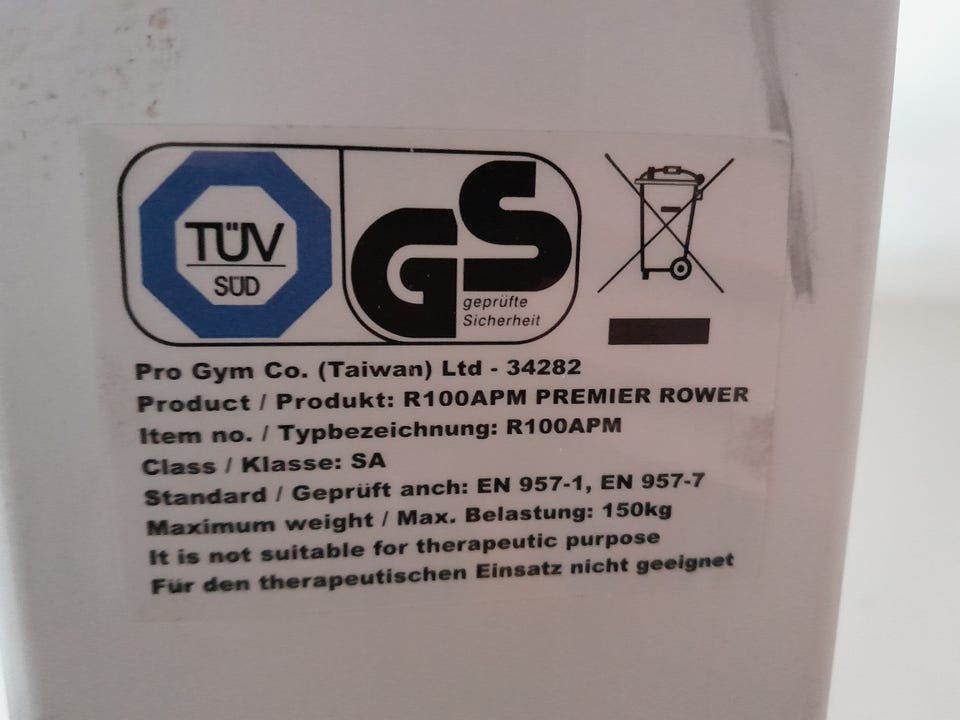 TÜV
SÜD
GS
geprüfte
Sicherheit
Pro Gym Co. (Taiwan) Ltd - 34282
Product / Produkt: R100APM PREMIER ROWER
Item no. / Typbezeichnung: R100APM
Class / Klasse: SA
Standard / Geprüft anch: EN 957-1, EN 957-7
Maximum weight / Max. Belastung: 150kg
It is not suitable for therapeutic purpose
Für den therapeutischen Einsatz nicht geeignet